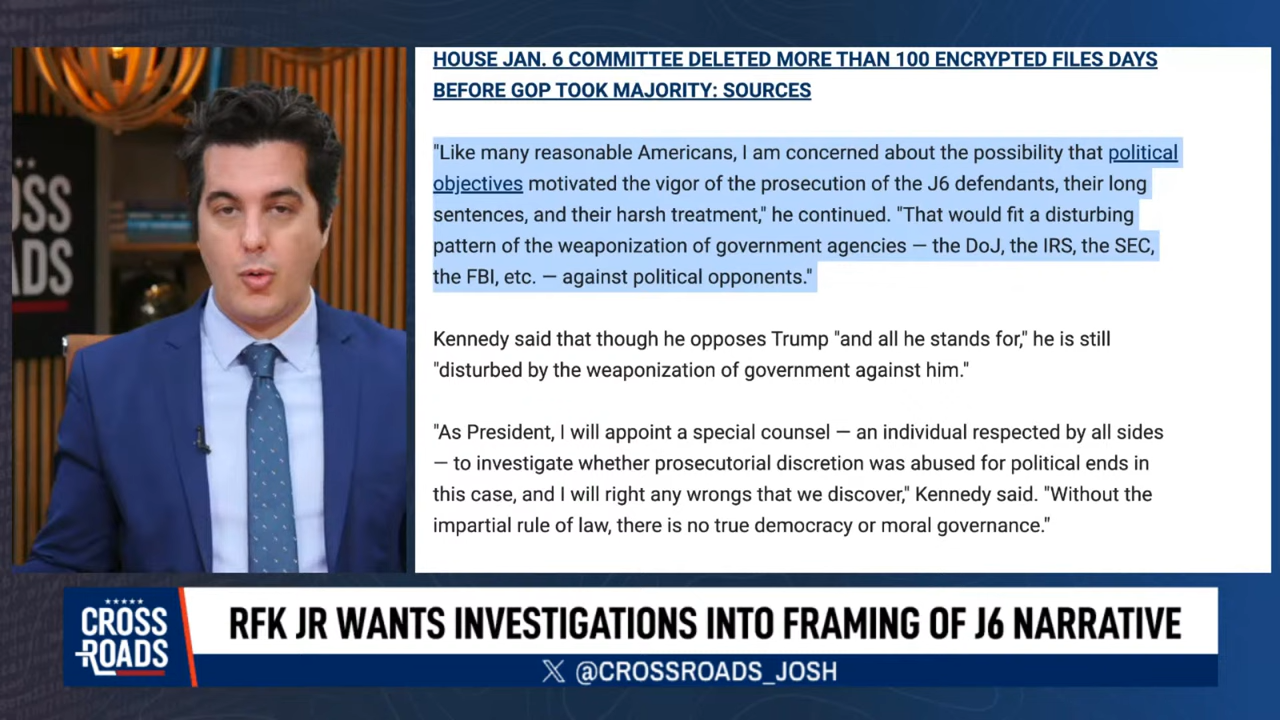 OSS
ADS
HOUSE JAN. 6 COMMITTEE DELETED MORE THAN 100 ENCRYPTED FILES DAYS
BEFORE GOP TOOK MAJORITY: SOURCES
"Like many reasonable Americans, I am concerned about the possibility that political
objectives motivated the vigor of the prosecution of the J6 defendants, their long
sentences, and their harsh treatment," he continued. "That would fit a disturbing
pattern of the weaponization of government agencies — the DoJ, the IRS, the SEC,
the FBI, etc. — against political opponents."
Kennedy said that though he opposes Trump "and all he stands for," he is still
"disturbed by the weaponization of government against him."
"As President, I will appoint a special counsel — an individual respected by all sides
— to investigate whether prosecutorial discretion was abused for political ends in
this case, and I will right any wrongs that we discover," Kennedy said. "Without the
impartial rule of law, there is no true democracy or moral governance."
CROSS
ROADS
RFK JR WANTS INVESTIGATIONS INTO FRAMING OF J6 NARRATIVE
X @CROSSROADS_JOSH